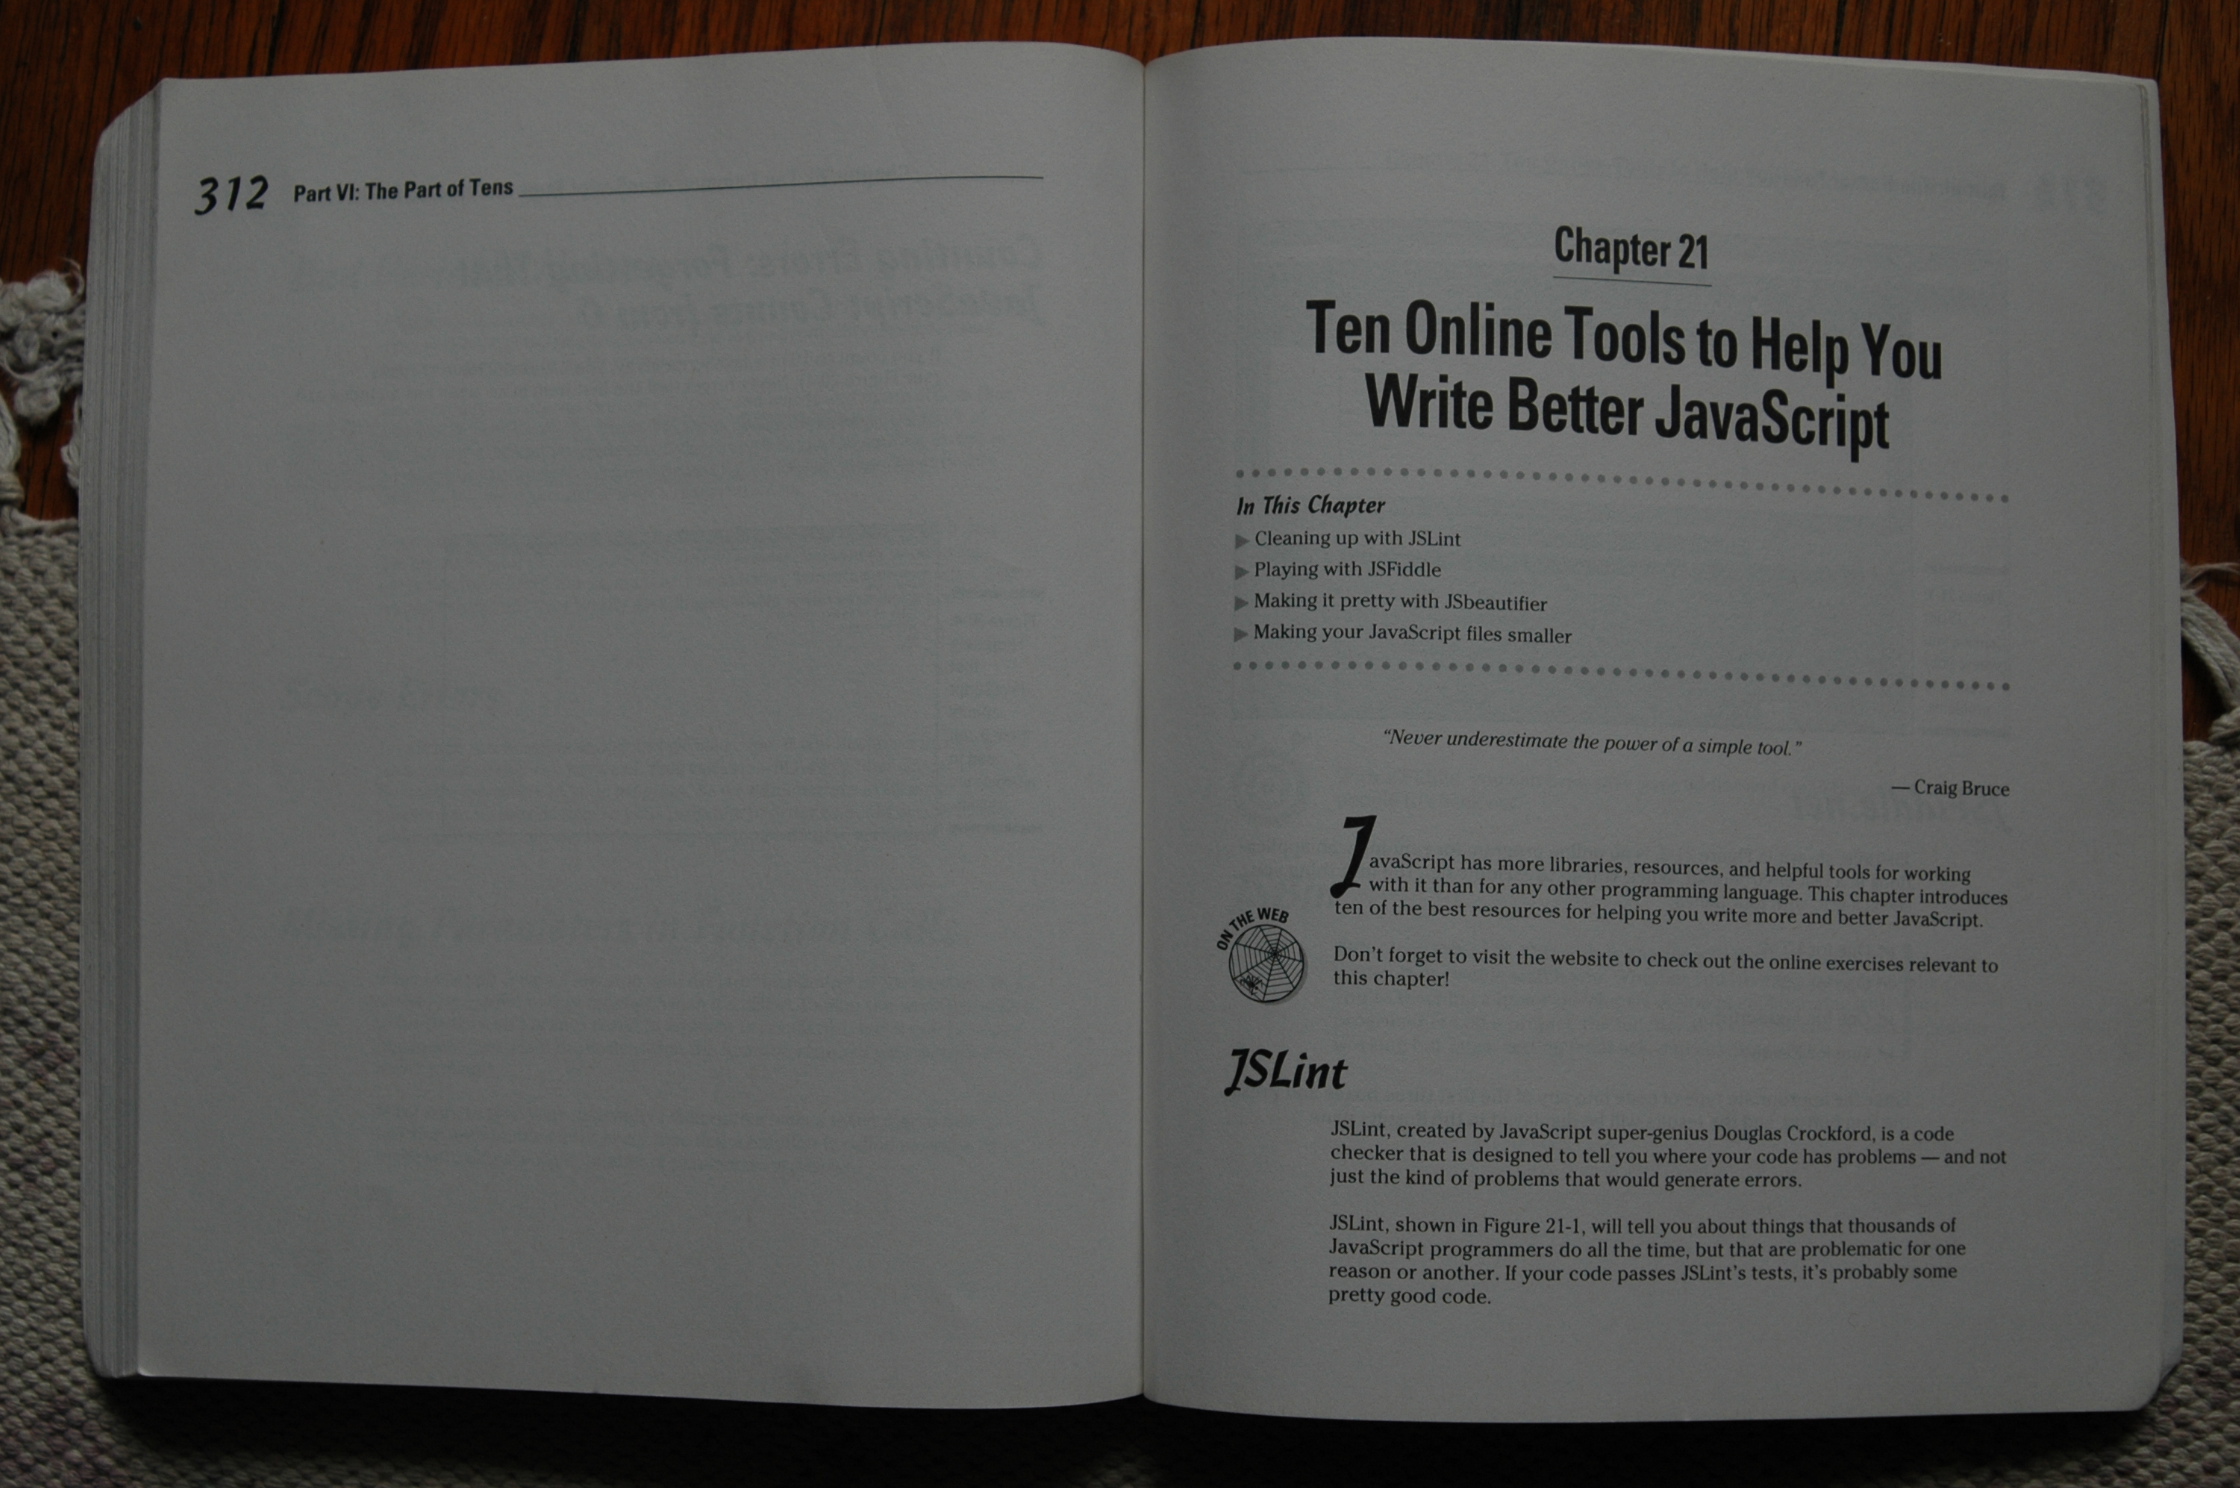 312 Part VI: The Part of Tens
Chapter 21
Ten Online Tools to Help You
Write Better JavaScript
In This Chapter
▶ Cleaning up with JSLint
▶ Playing with JSFiddle
▶ Making it pretty with JSbeautifier
▶ Making your JavaScript files smaller
“Never underestimate the power of a simple tool.”
— Craig Bruce
JavaScript has more libraries, resources, and helpful tools for working
with it than for any other programming language. This chapter introduces
ten of the best resources for helping you write more and better JavaScript.
ON THE WEB
Don't forget to visit the website to check out the online exercises relevant to
this chapter!
JSLint
JSLint, created by JavaScript super-genius Douglas Crockford, is a code
checker that is designed to tell you where your code has problems — and not
just the kind of problems that would generate errors.
JSLint, shown in Figure 21-1, will tell you about things that thousands of
JavaScript programmers do all the time, but that are problematic for one
reason or another. If your code passes JSLint's tests, it's probably some
pretty good code.